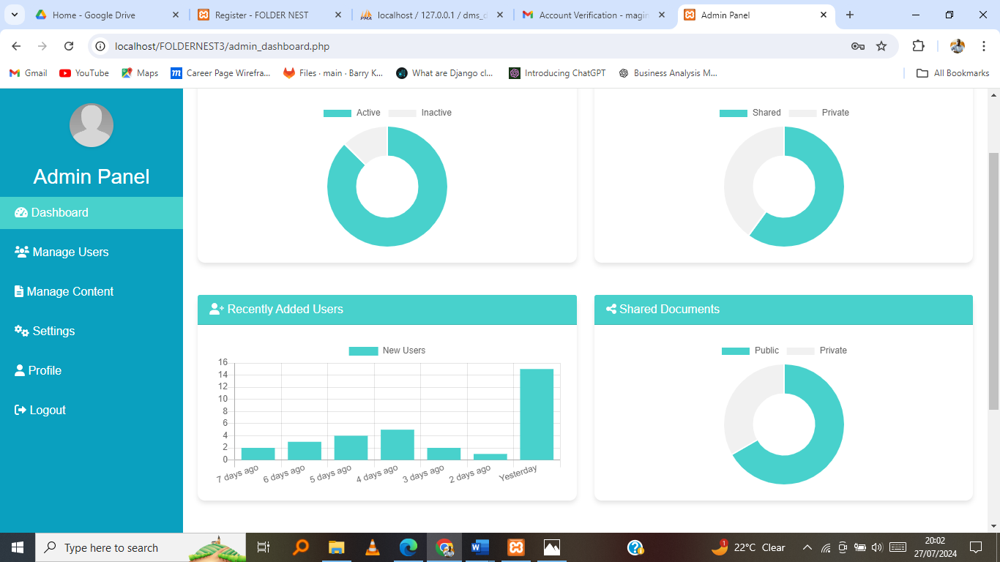 Home - Google Drive
Register - FOLDER NEST
localhost / 127.0.0.1 / dms_d
Account Verification - magin
Admin Panel
localhost/FOLDERNEST3/admin_dashboard.php
Gmail
YouTube
Maps
Career Page Wirefra...
Files · main · Barry K...
What are Django cl...
Introducing ChatGPT
Business Analysis M...
All Bookmarks
Admin Panel
Dashboard
Manage Users
Manage Content
Settings
Profile
Logout
Active Inactive
Shared Private
Recently Added Users
New Users
16
14
12
10
8
6
4
2
0
7 days ago
6 days ago
5 days ago
4 days ago
3 days ago
2 days ago
Yesterday
Shared Documents
Public Private
Type here to search
1
22°C Clear
20:02
27/07/2024